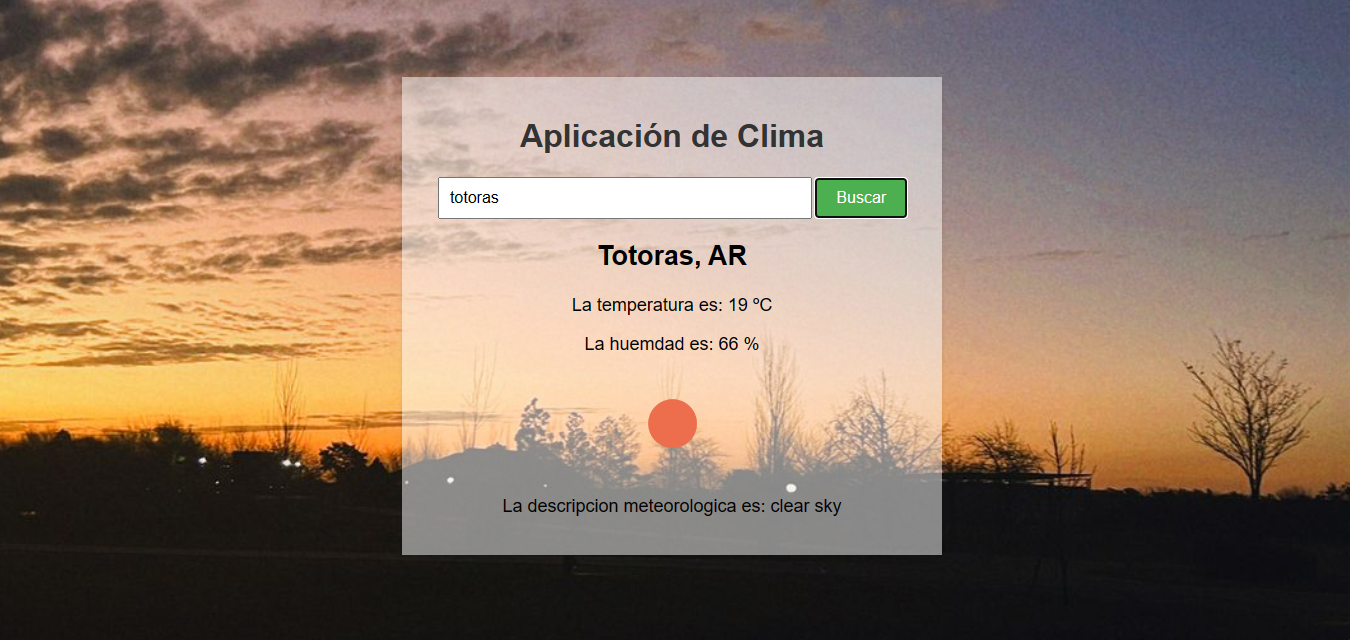 Aplicación de Clima
totoras Buscar
Totoras, AR
La temperatura es: 19 ºC
La huemdad es: 66 %
La descripcion meteorologica es: clear sky